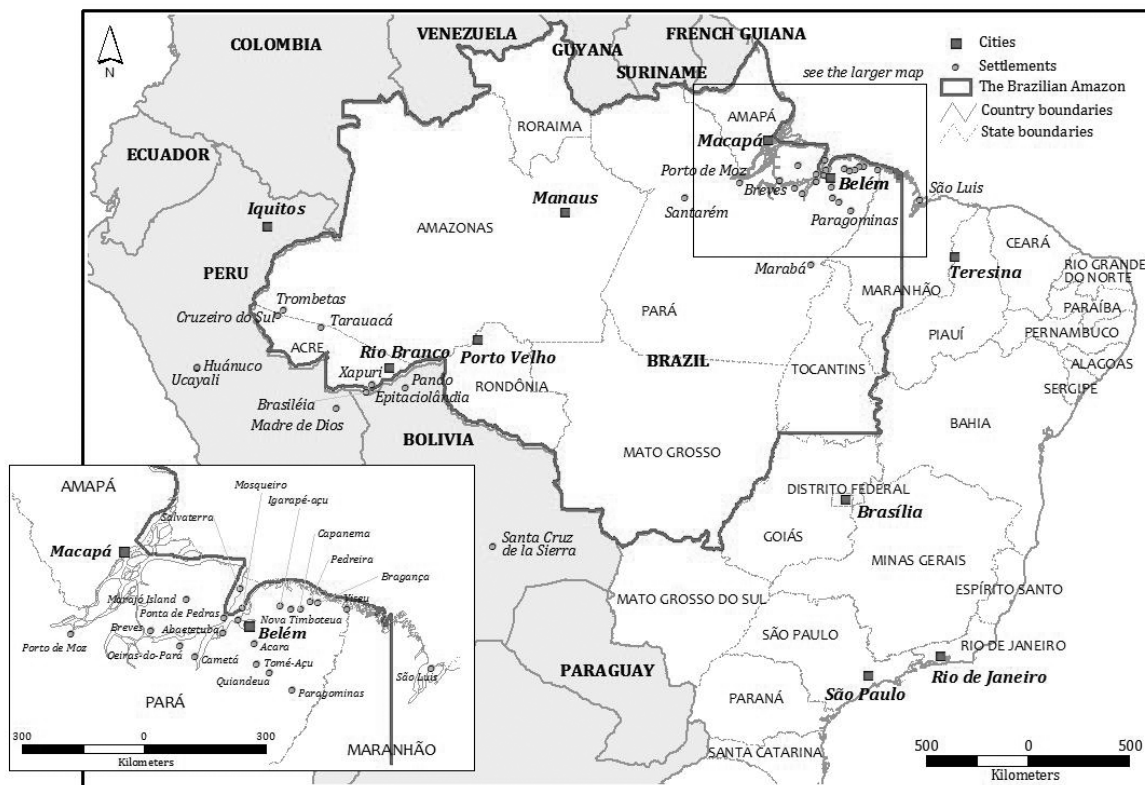 VENEZUELA
FRENCH GUIANA
COLOMBIA
GUYANA
SURINAME
N
see the larger map
Cities
Settlements
The Brazilian Amazon
Country boundaries
State boundaries
AMAPÁ
RORAIMA
Macapá
ECUADOR
Porto de Moz
Breves
Belém
São Luis
Iquitos
Manaus
Santarém
Paragominas
AMAZONAS
CEARÁ
RIO GRANDE
DO NORTE
PERU
Marabá
Teresina
MARANHÃO
PARAÍBA
Trombetas
Cruzeiro do Sul
Tarauacá
PARÁ
PIAUÍ
PERNAMBUCO
ACRE
Rio Branco
Porto Velho
BRAZIL
ALAGOAS
Huánuco
Ucayali
Xapuri
Pando
RONDÔNIA
TOCANTINS
SERGIPE
Epitaciolândia
Brasiléia
Madre de Dios
BAHIA
BOLIVIA
MATO GROSSO
DISTRITO FEDERAL
Brasília
Santa Cruz
de la Sierra
GOIÁS
MINAS GERAIS
ESPÍRITO SANTO
MATO GROSSO DO SUL
SÃO PAULO
RIO DE JANEIRO
PARAGUAY
Rio de Janeiro
São Paulo
PARANÁ
SANTA CATARINA
500 0 500
Kilometers
Mosqueiro
AMAPÁ
Igarapé-açu
Salvaterra
Capanema
Macapá
Pedreira
Bragança
Marajó Island
Viseu
Ponta de Pedras
Nova Timboteua
Breves
Abaetetuba
Belém
Porto de Moz
Acara
Oeiras-do-Pará
Cametá
Tomé-Açu
São Luis
Quiandeua
Paragominas
PARÁ
300 0 300
MARANHÃO
Kilometers